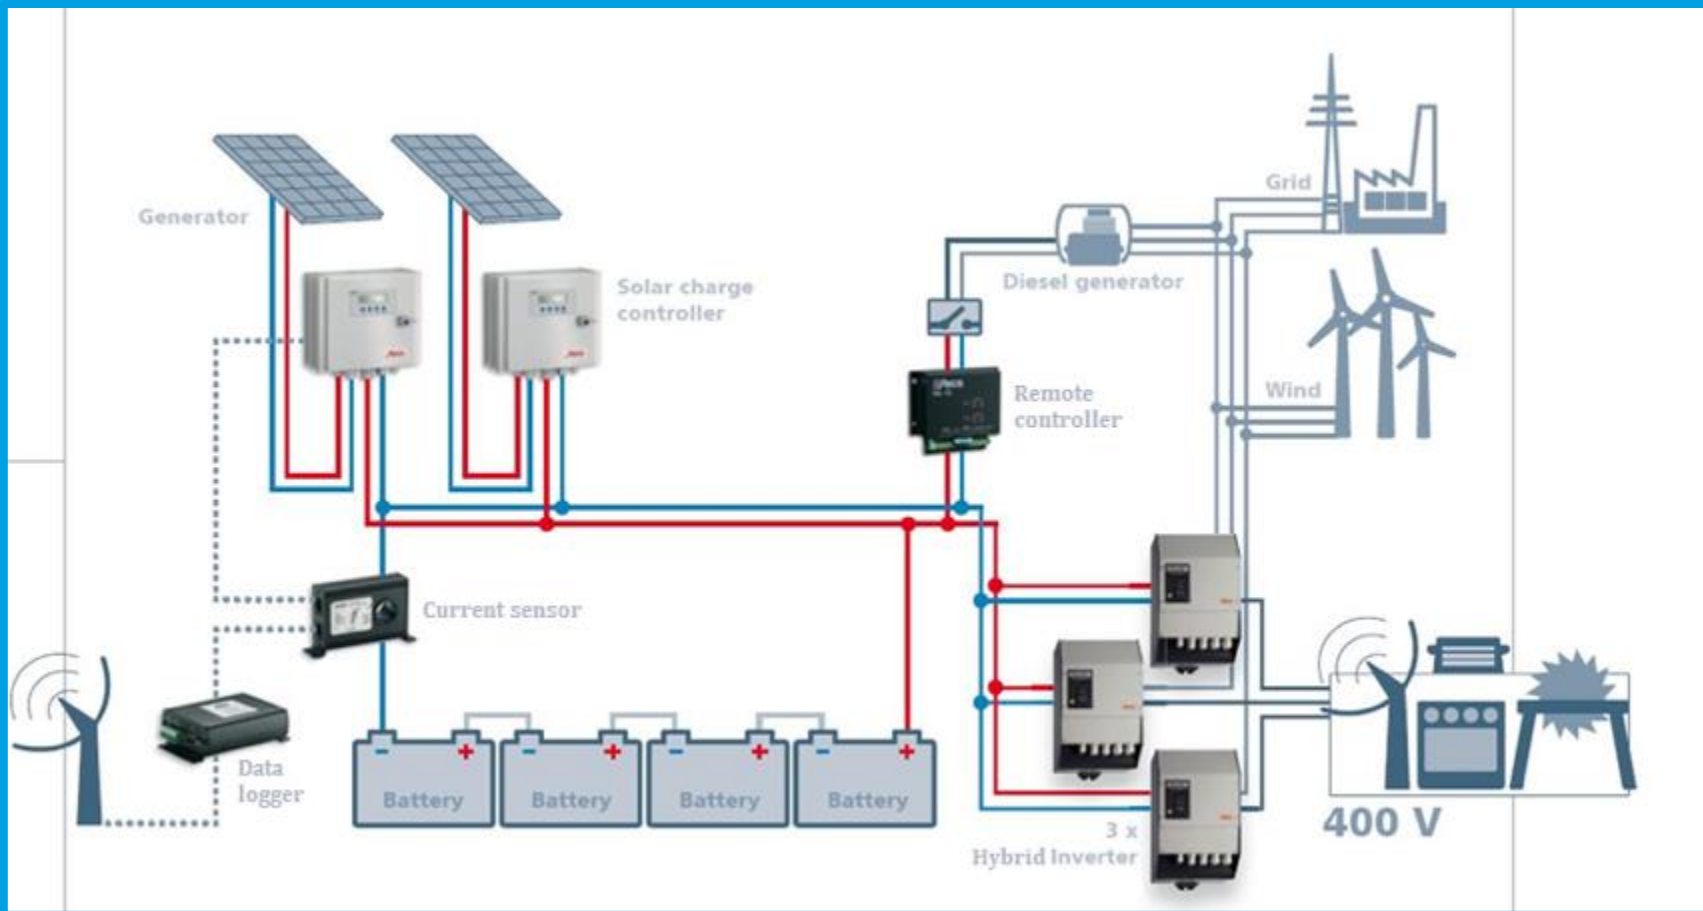 Grid
Generator
Solar charge
controller
Diesel generator
Remote
controller
Wind
Current sensor
Data
logger
- + - + - + - +
Battery Battery Battery Battery
3 x
Hybrid Inverter
400 V